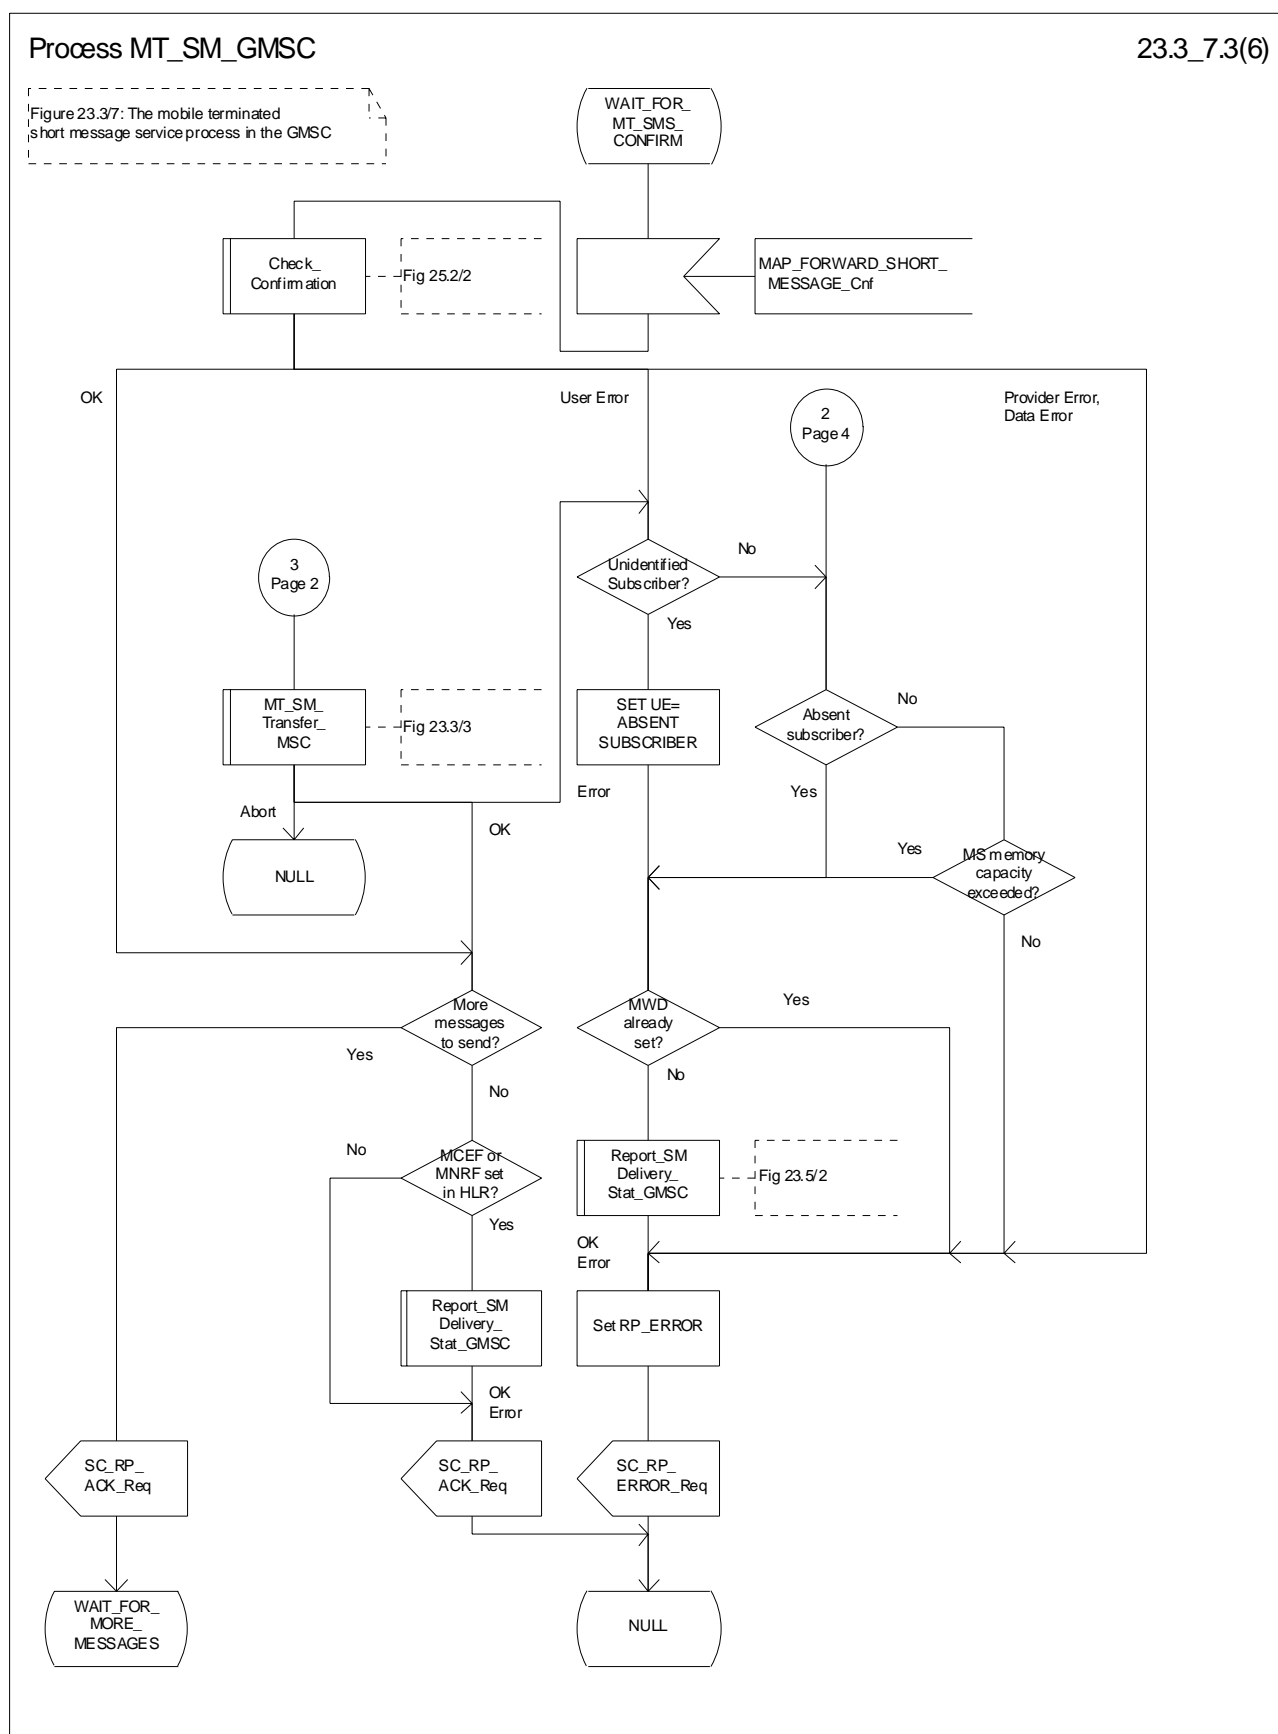 Process MT_SM_GMSC
23.3_7.3(6)
Figure 23.3/7: The mobile terminated
short message service process in the GMSC
WAIT_FOR_
MT_SMS_
CONFIRM
Check_
Confirmation
Fig 25.2/2
MAP_FORWARD_SHORT_
MESSAGE_Cnf
OK
User Error
Provider Error,
Data Error
2
Page 4
3
Page 2
Unidentified
Subscriber?
No
Yes
MT_SM_
Transfer_
MSC
Fig 23.3/3
SET UE=
ABSENT
SUBSCRIBER
Absent
subscriber?
No
Abort
OK
Error
Yes
NULL
Yes
MS memory
capacity
exceeded?
No
More
messages
to send?
Yes
No
MWD
already
set?
Yes
No
No
MCEF or
MNRF set
in HLR?
Yes
Report_SM
Delivery_
Stat_GMSC
Fig 23.5/2
OK
Error
Report_SM
Delivery_
Stat_GMSC
Set RP_ERROR
OK
Error
SC_RP_
ACK_Req
SC_RP_
ACK_Req
SC_RP_
ERROR_Req
WAIT_FOR_
MORE_
MESSAGES
NULL